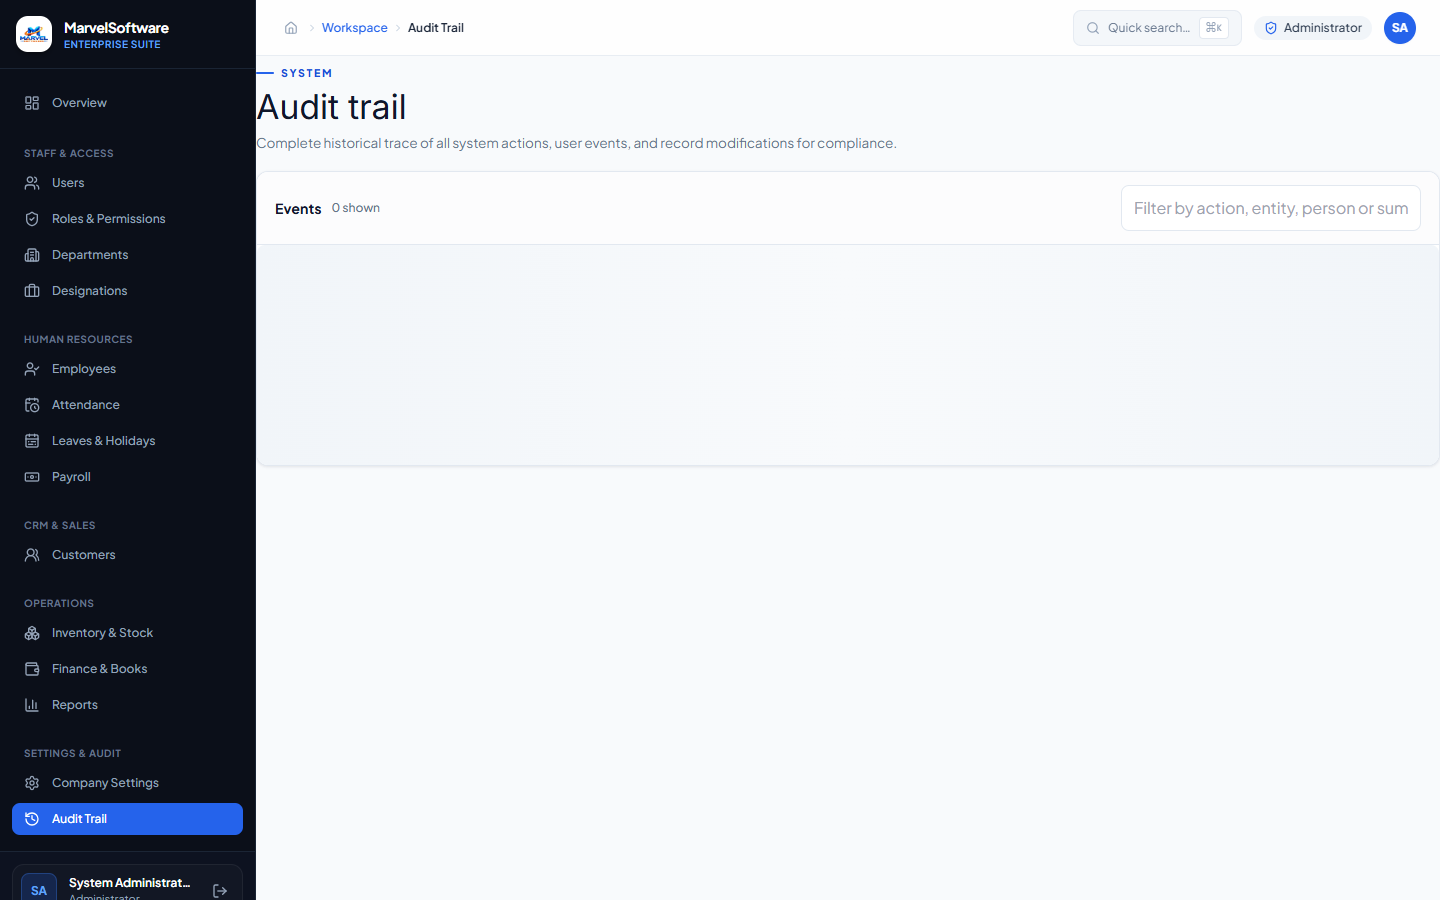 MarvelSoftware
ENTERPRISE SUITE
Overview
STAFF & ACCESS
Users
Roles & Permissions
Departments
Designations
HUMAN RESOURCES
Employees
Attendance
Leaves & Holidays
Payroll
CRM & SALES
Customers
OPERATIONS
Inventory & Stock
Finance & Books
Reports
SETTINGS & AUDIT
Company Settings
Audit Trail
SA
System Administrat...
Administrator
Workspace
Audit Trail
Quick search...
⌘K
Administrator
SA
SYSTEM
Audit trail
Complete historical trace of all system actions, user events, and record modifications for compliance.
Events
0 shown
Filter by action, entity, person or sum